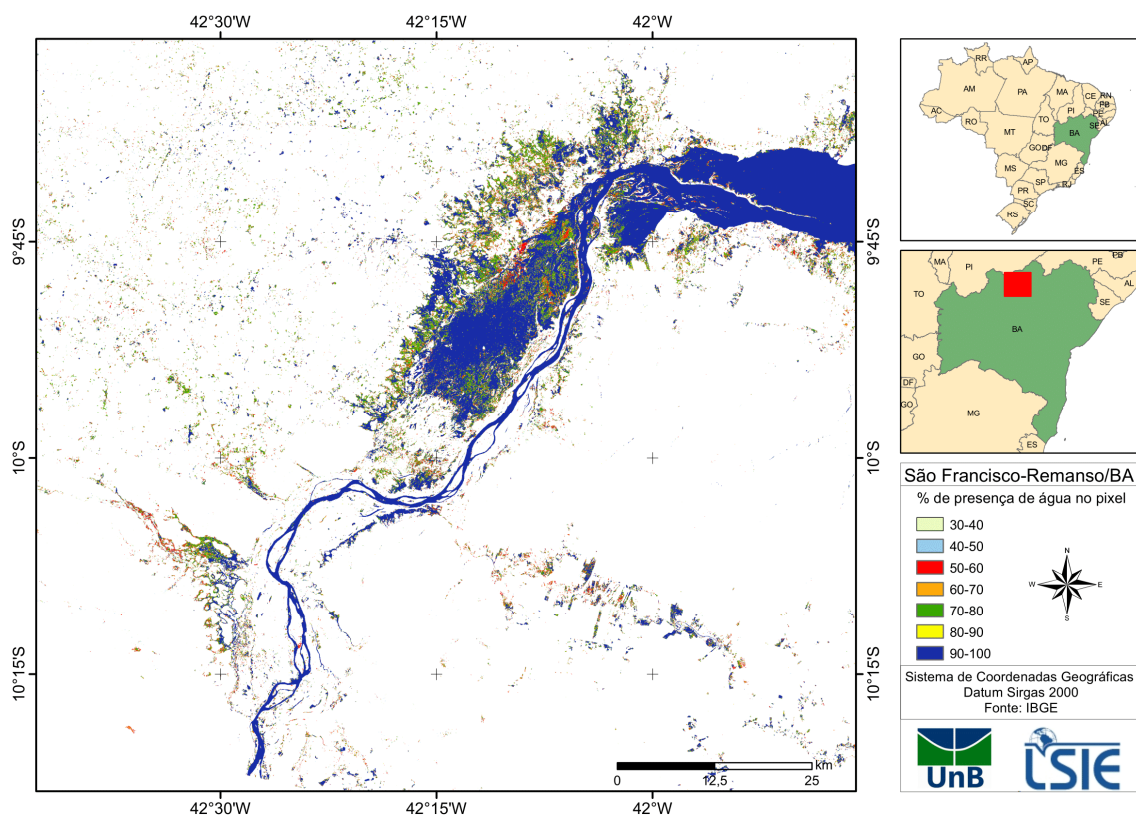 42°30'W 42°15'W 42°W
9°45'S
10°S
10°15'S
9°45'S
10°S
10°15'S
km
0 12,5 25
42°30'W 42°15'W 42°W
RR AP
AM PA MA CE RN
PB
PI PE
AC TO AL
SE
RO BA
MT
GO DF
MG
MS ES
SP
RJ
PR
SC
RS
MA PI PE PB
AL
TO SE
BA
GO
DF
GO
MG
ES
São Francisco-Remanso/BA
% de presença de água no pixel
30-40
40-50
50-60
60-70
70-80
80-90
90-100
N
W E
S
Sistema de Coordenadas Geográficas
Datum Sirgas 2000
Fonte: IBGE
UnB
LSIE